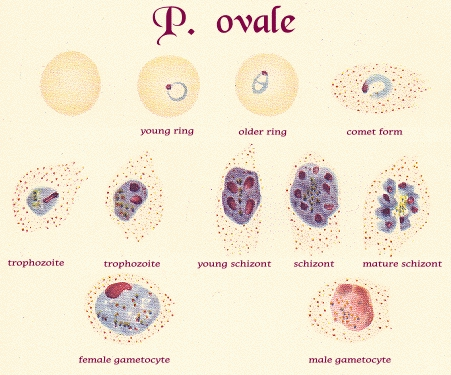 P. ovale
young ring
older ring
comet form
trophozoite
trophozoite
young schizont
schizont
mature schizont
female gametocyte
male gametocyte